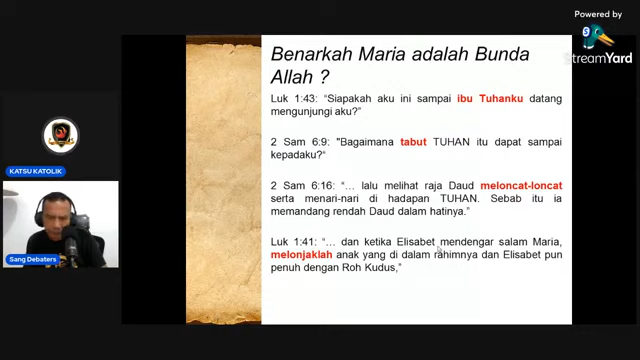 Powered by
StreamYard
Benarkah Maria adalah Bunda
Allah ?
Luk 1:43: “Siapakah aku ini sampai ibu Tuhanku datang
mengunjungi aku?”
2 Sam 6:9: "Bagaimana tabut TUHAN itu dapat sampai
kepadaku?“
2 Sam 6:16: “… lalu melihat raja Daud meloncat-loncat
serta menari-nari di hadapan TUHAN. Sebab itu ia
memandang rendah Daud dalam hatinya.”
Luk 1:41: “… dan ketika Elisabet mendengar salam Maria,
melonjaklah anak yang di dalam rahimnya dan Elisabet pun
penuh dengan Roh Kudus,”
KATSU KATOLIK
Sang Debaters